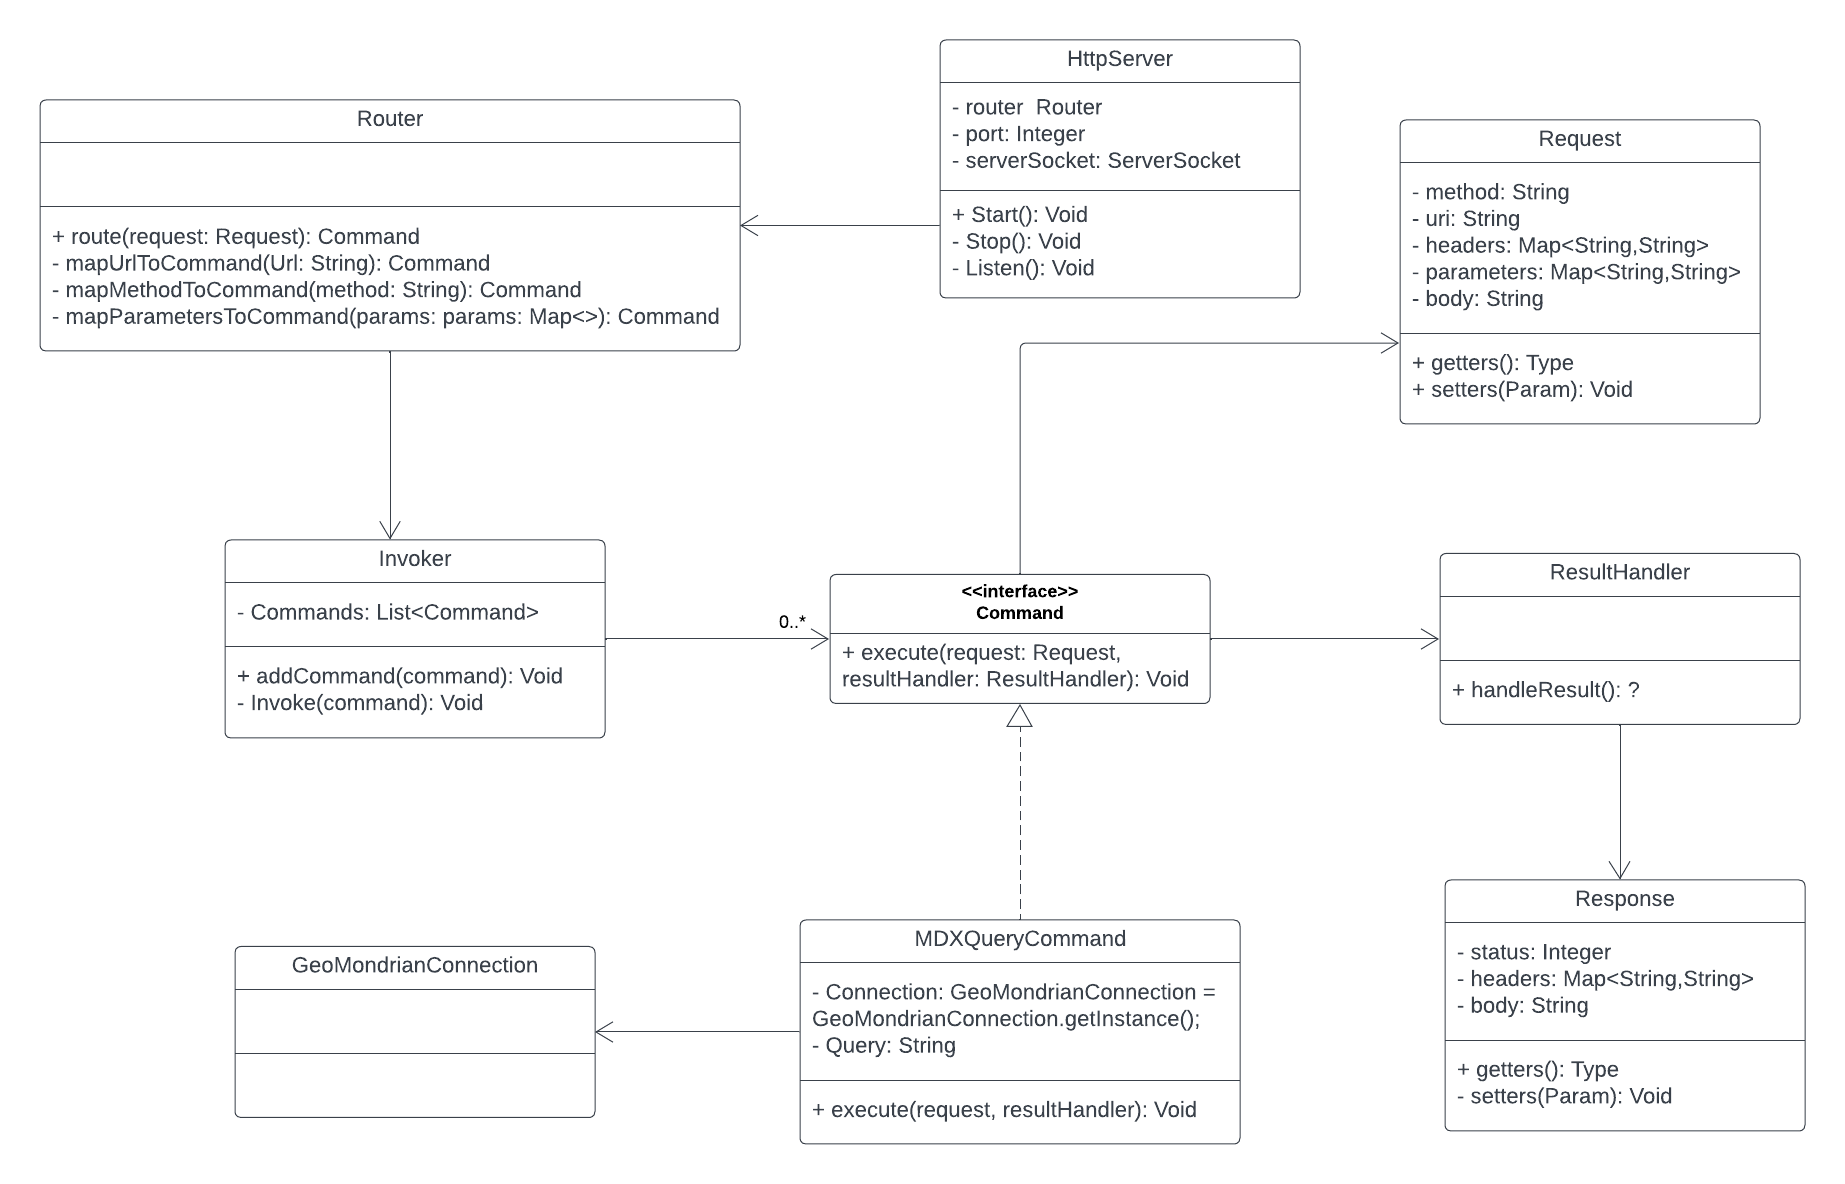 HttpServer
- router  Router
- port: Integer
- serverSocket: ServerSocket
+ Start(): Void
- Stop(): Void
- Listen(): Void
Router
+ route(request: Request): Command
- mapUrlToCommand(Url: String): Command
- mapMethodToCommand(method: String): Command
- mapParametersToCommand(params: params: Map<>): Command
Request
- method: String
- uri: String
- headers: Map<String,String>
- parameters: Map<String,String>
- body: String
+ getters(): Type
+ setters(Param): Void
Invoker
- Commands: List<Command>
+ addCommand(command): Void
- Invoke(command): Void
0..*
<<interface>>
Command
+ execute(request: Request,
resultHandler: ResultHandler): Void
ResultHandler
+ handleResult(): ?
GeoMondrianConnection
MDXQueryCommand
- Connection: GeoMondrianConnection =
GeoMondrianConnection.getInstance();
- Query: String
+ execute(request, resultHandler): Void
Response
- status: Integer
- headers: Map<String,String>
- body: String
+ getters(): Type
- setters(Param): Void